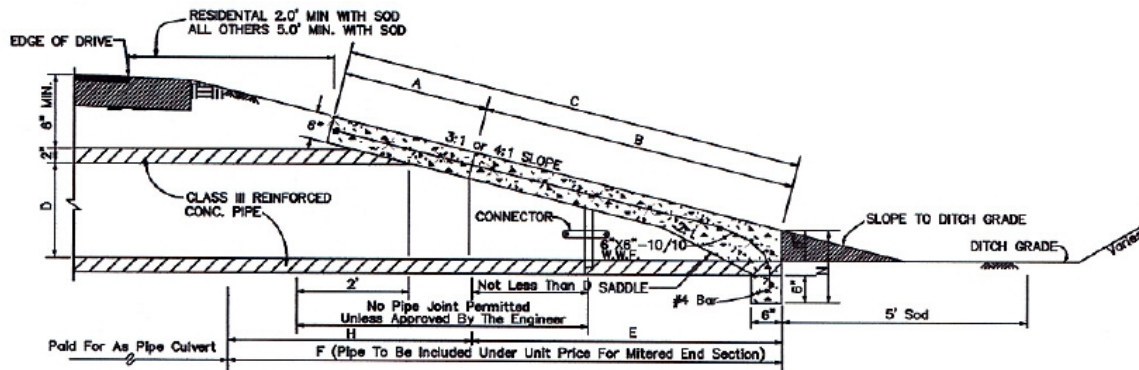 RESIDENTAL 2.0' MIN WITH SOD
ALL OTHERS 5.0' MIN. WITH SOD
EDGE OF DRIVE
A
C
B
6" MIN.
6"
3:1 or 4:1 SLOPE
2"
CLASS III REINFORCED
CONC. PIPE
D
CONNECTOR
SLOPE TO DITCH GRADE
6"X6"-10/10
W.W.F.
DITCH GRADE
Varies
N
2'
Not Less Than D
SADDLE
#4 Bar
6"
6"
5' Sod
No Pipe Joint Permitted
Unless Approved By The Engineer
H
E
Paid For As Pipe Culvert
F (Pipe To Be Included Under Unit Price For Mitered End Section)